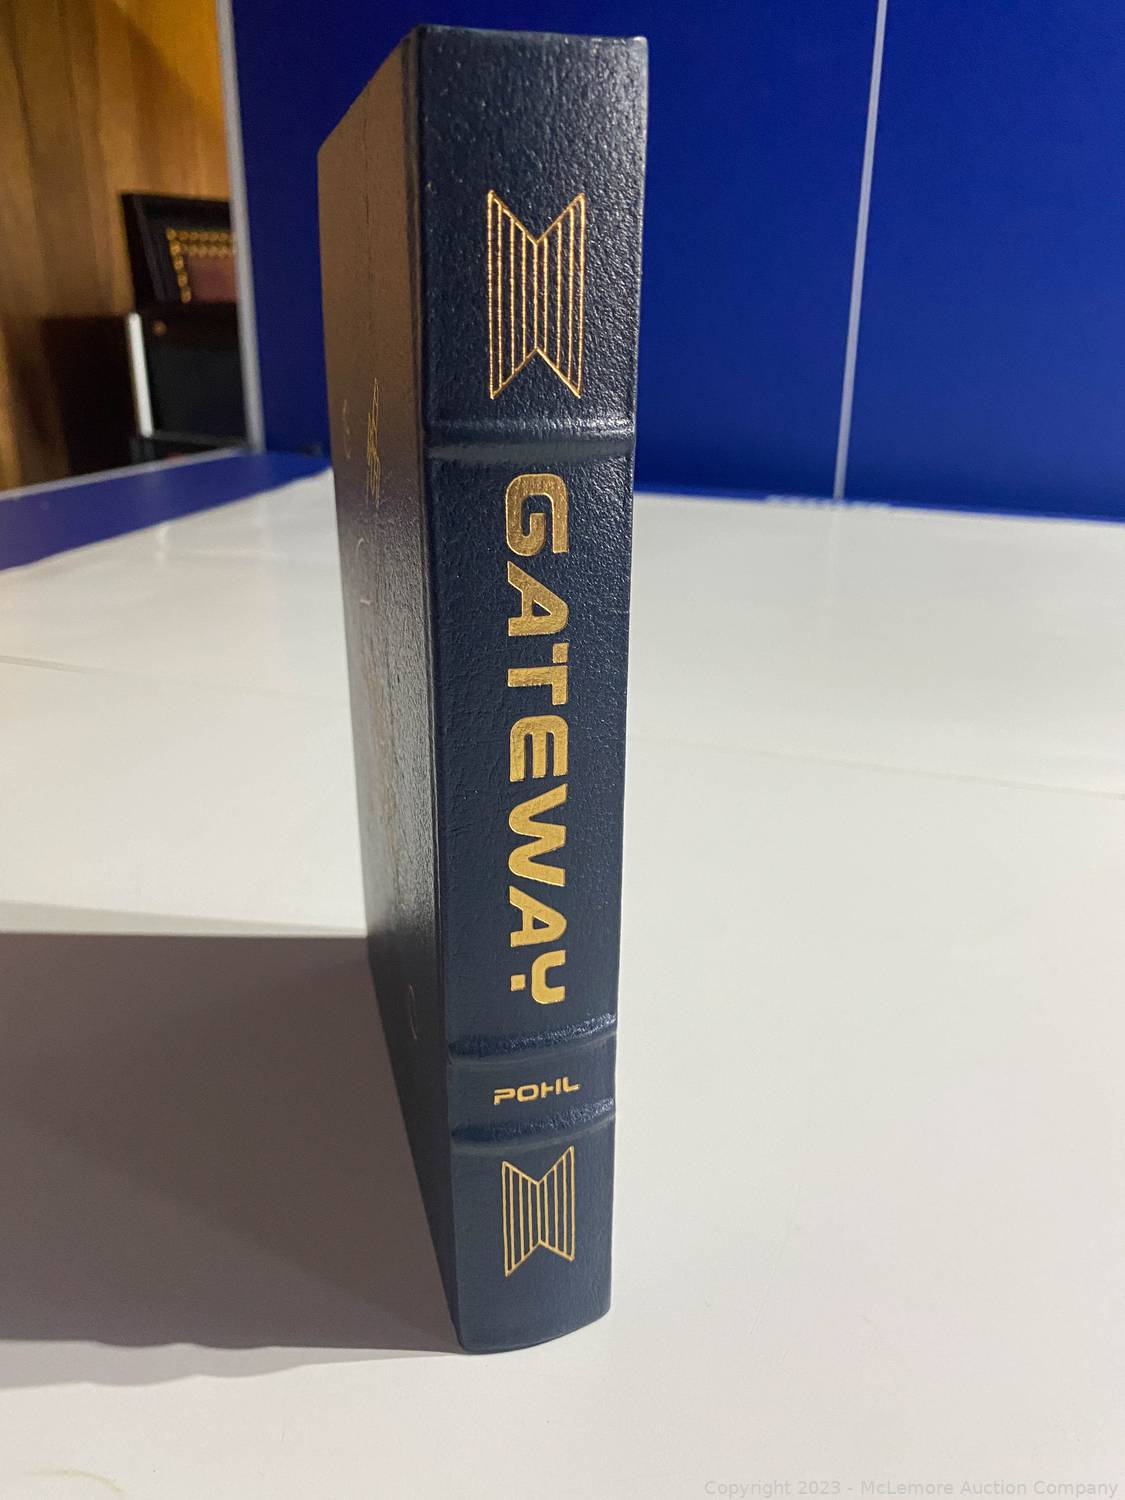 GATEWAY
POHL
Copyright 2023 - McLemore Auction Company